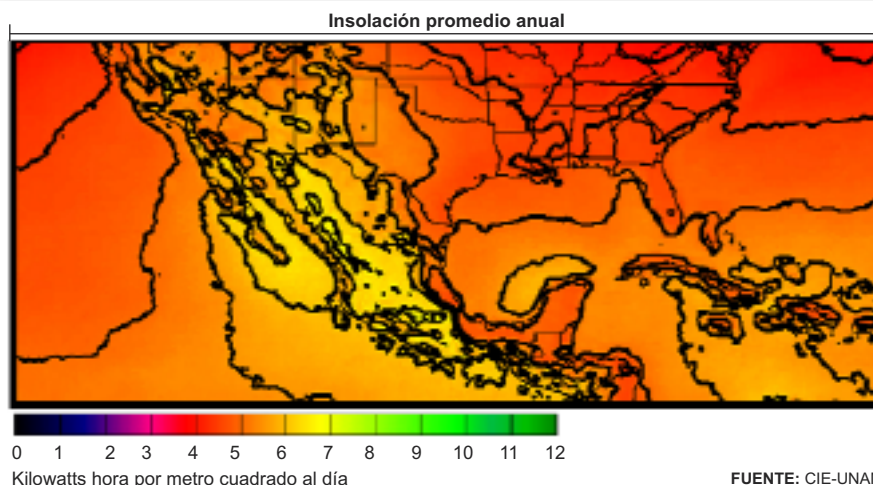 Insolación promedio anual
0 1 2 3 4 5 6 7 8 9 10 11 12
Kilowatts hora por metro cuadrado al día
FUENTE: CIE-UNA